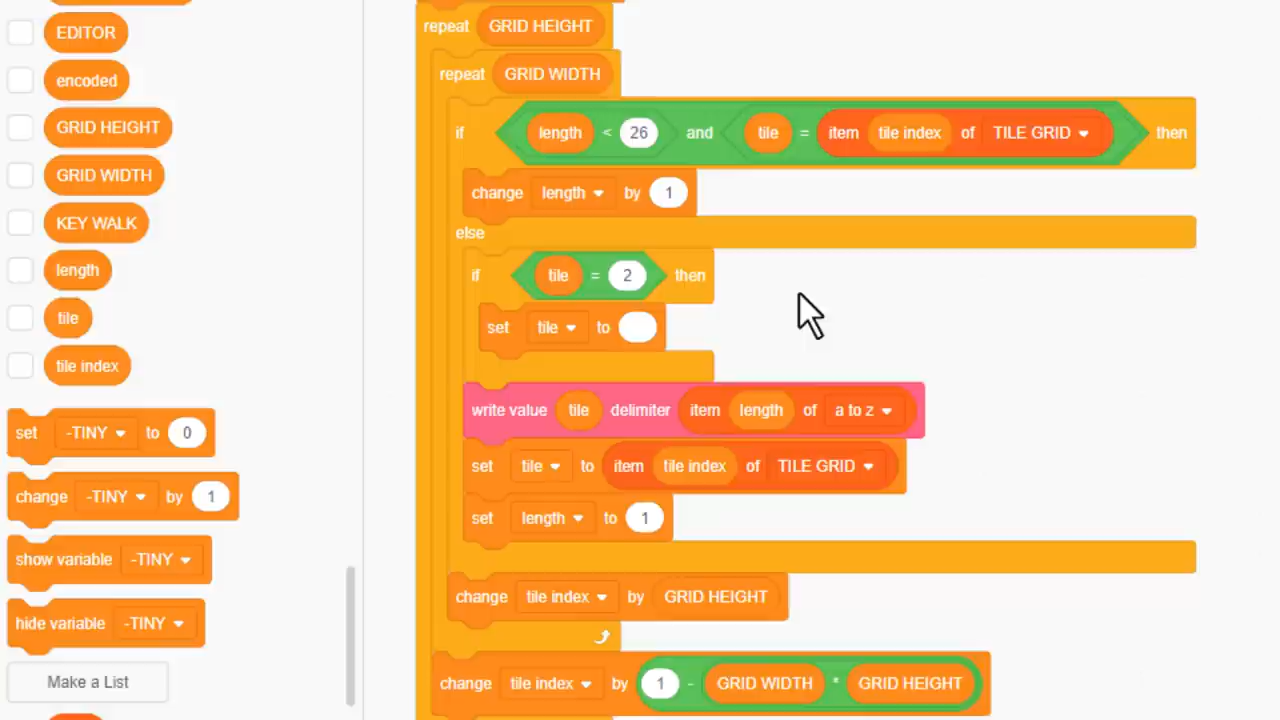 EDITOR
encoded
GRID HEIGHT
GRID WIDTH
KEY WALK
length
tile
tile index
set -TINY to 0
change -TINY by 1
show variable -TINY
hide variable -TINY
Make a List
repeat GRID HEIGHT
repeat GRID WIDTH
if length < 26 and tile = item tile index of TILE GRID then
change length by 1
else
if tile = 2 then
set tile to
write value tile delimiter item length of a to z
set tile to item tile index of TILE GRID
set length to 1
change tile index by GRID HEIGHT
change tile index by 1 - GRID WIDTH * GRID HEIGHT